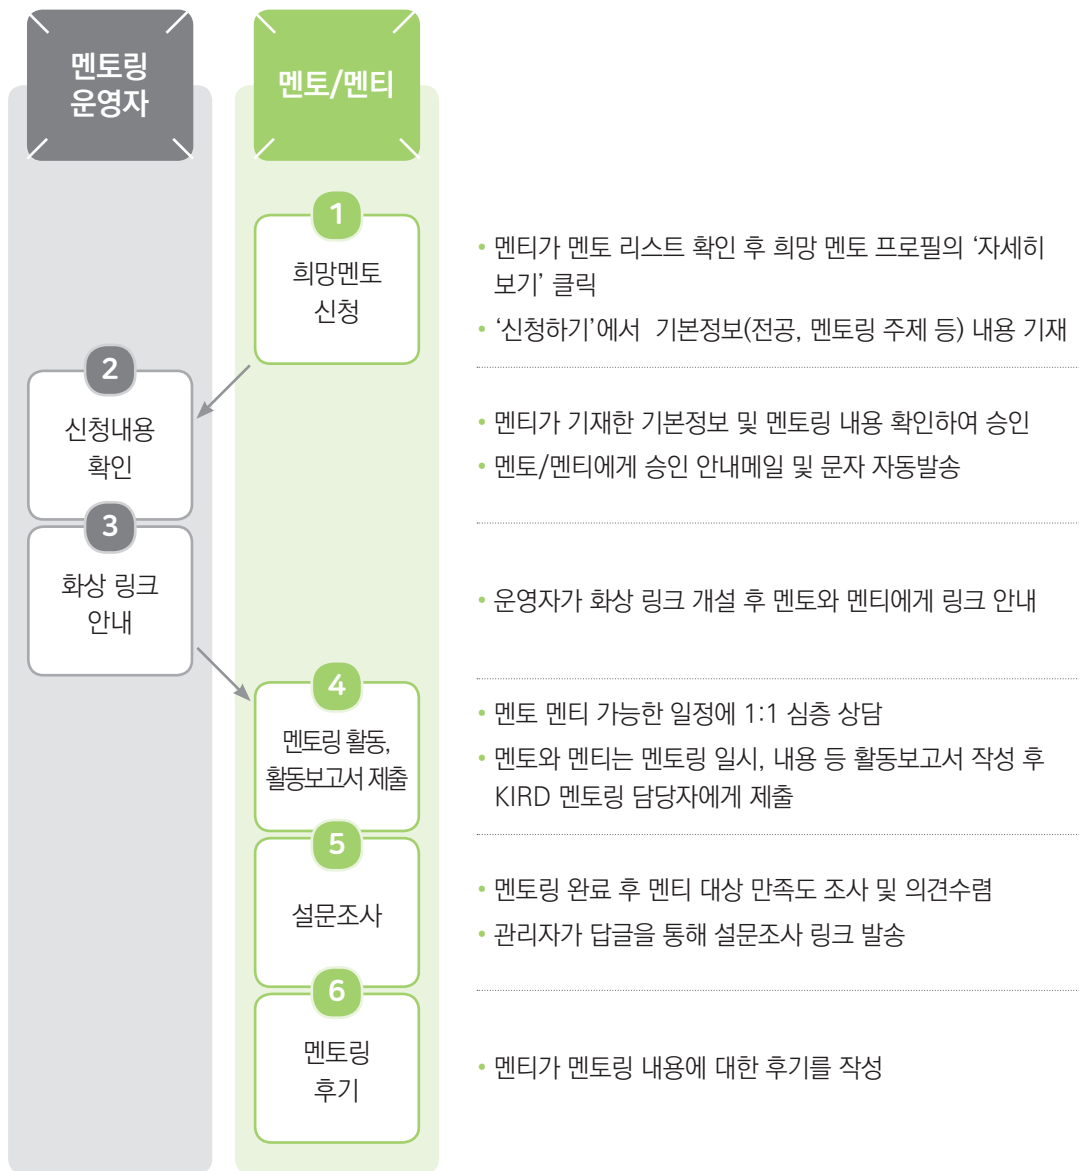 멘토링
운영자
멘토/멘티
1
희망멘토
신청
• 멘티가 멘토 리스트 확인 후 희망 멘토 프로필의 ‘자세히
보기’ 클릭
• ‘신청하기’에서 기본정보(전공, 멘토링 주제 등) 내용 기재
2
신청내용
확인
• 멘티가 기재한 기본정보 및 멘토링 내용 확인하여 승인
• 멘토/멘티에게 승인 안내메일 및 문자 자동발송
3
화상 링크
안내
• 운영자가 화상 링크 개설 후 멘토와 멘티에게 링크 안내
4
멘토링 활동,
활동보고서 제출
• 멘토 멘티 가능한 일정에 1:1 심층 상담
• 멘토와 멘티는 멘토링 일시, 내용 등 활동보고서 작성 후
KIRD 멘토링 담당자에게 제출
5
설문조사
• 멘토링 완료 후 멘티 대상 만족도 조사 및 의견수렴
• 관리자가 답글을 통해 설문조사 링크 발송
6
멘토링
후기
• 멘티가 멘토링 내용에 대한 후기를 작성